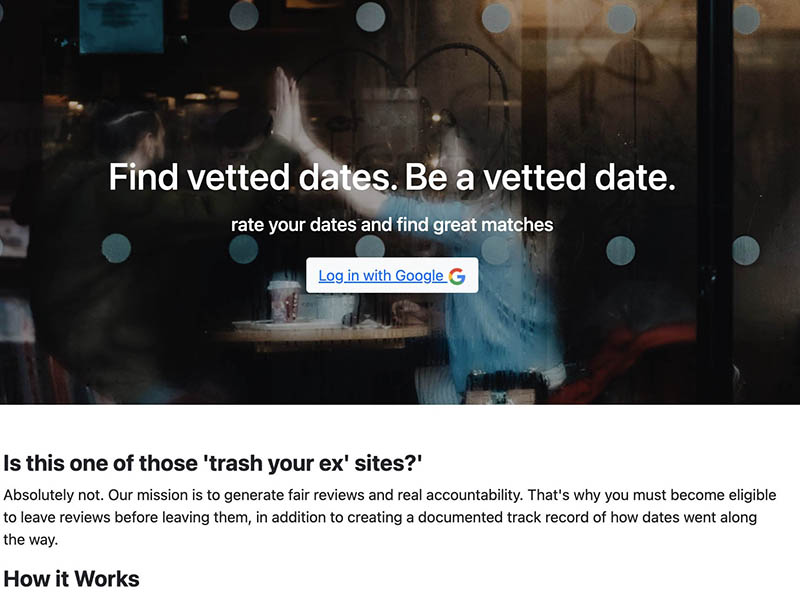 Find vetted dates. Be a vetted date.
rate your dates and find great matches
Log in with Google
Is this one of those 'trash your ex' sites?'
Absolutely not. Our mission is to generate fair reviews and real accountability. That's why you must become eligible
to leave reviews before leaving them, in addition to creating a documented track record of how dates went along
the way.
How it Works